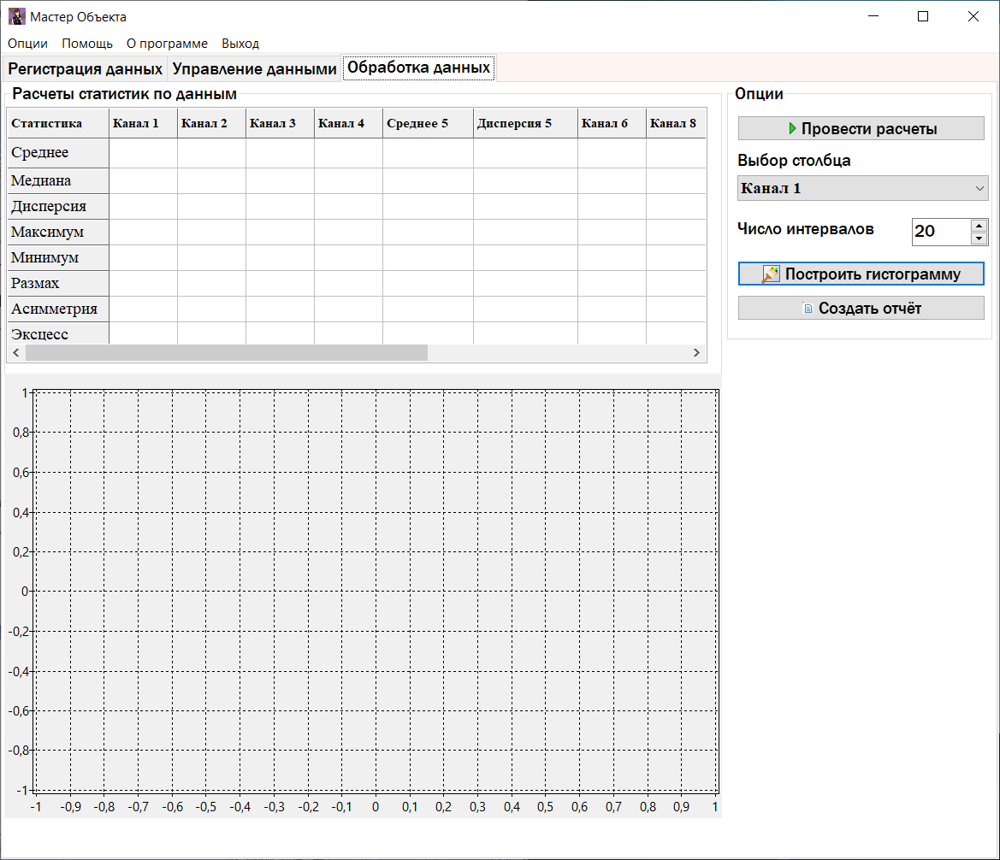 Мастер Объекта
Опции Помощь О программе Выход
Регистрация данных Управление данными Обработка данных
Расчеты статистик по данным
Статистика Канал 1 Канал 2 Канал 3 Канал 4 Среднее 5 Дисперсия 5 Канал 6 Канал 8
Среднее
Медиана
Дисперсия
Максимум
Минимум
Размах
Асимметрия
Эксцесс
Опции
Провести расчеты
Выбор столбца
Канал 1
Число интервалов 20
Построить гистограмму
Создать отчёт
1
0,8
0,6
0,4
0,2
0
-0,2
-0,4
-0,6
-0,8
-1
-1 -0,9 -0,8 -0,7 -0,6 -0,5 -0,4 -0,3 -0,2 -0,1 0 0,1 0,2 0,3 0,4 0,5 0,6 0,7 0,8 0,9 1